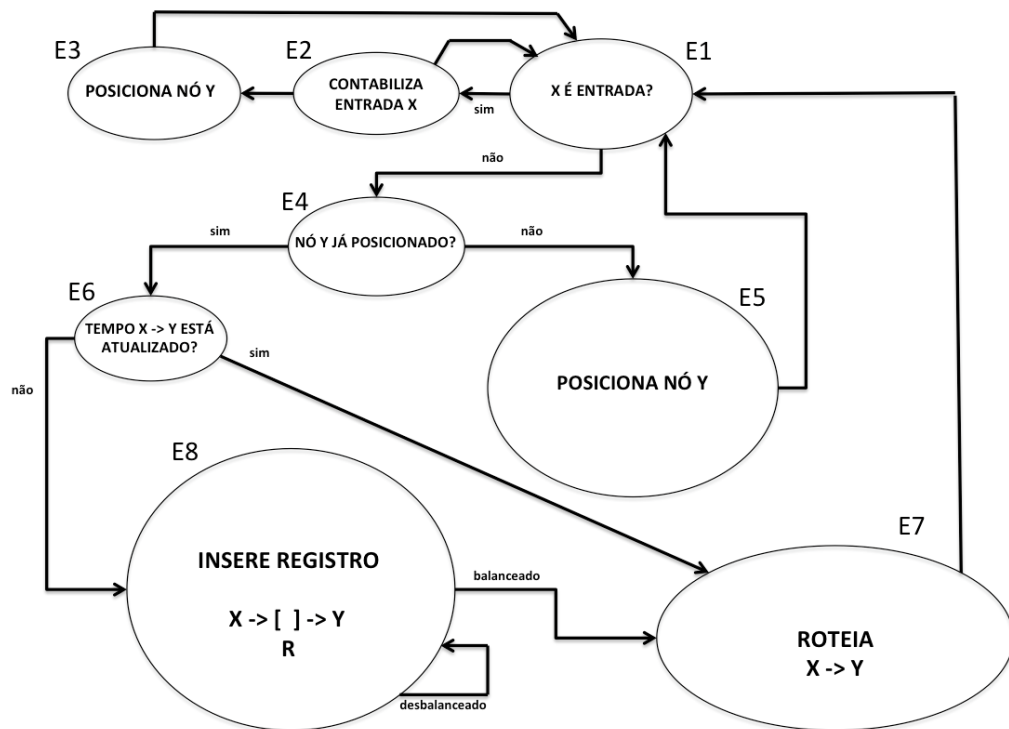 E3
POSICIONA NÓ Y
E2
CONTABILIZA
ENTRADA X
sim
E1
X É ENTRADA?
não
E4
NÓ Y JÁ POSICIONADO?
sim
não
E6
TEMPO X -> Y ESTÁ
ATUALIZADO?
sim
não
E5
POSICIONA NÓ Y
E8
INSERE REGISTRO
X -> [ ] -> Y
R
balanceado
desbalanceado
E7
ROTEIA
X -> Y